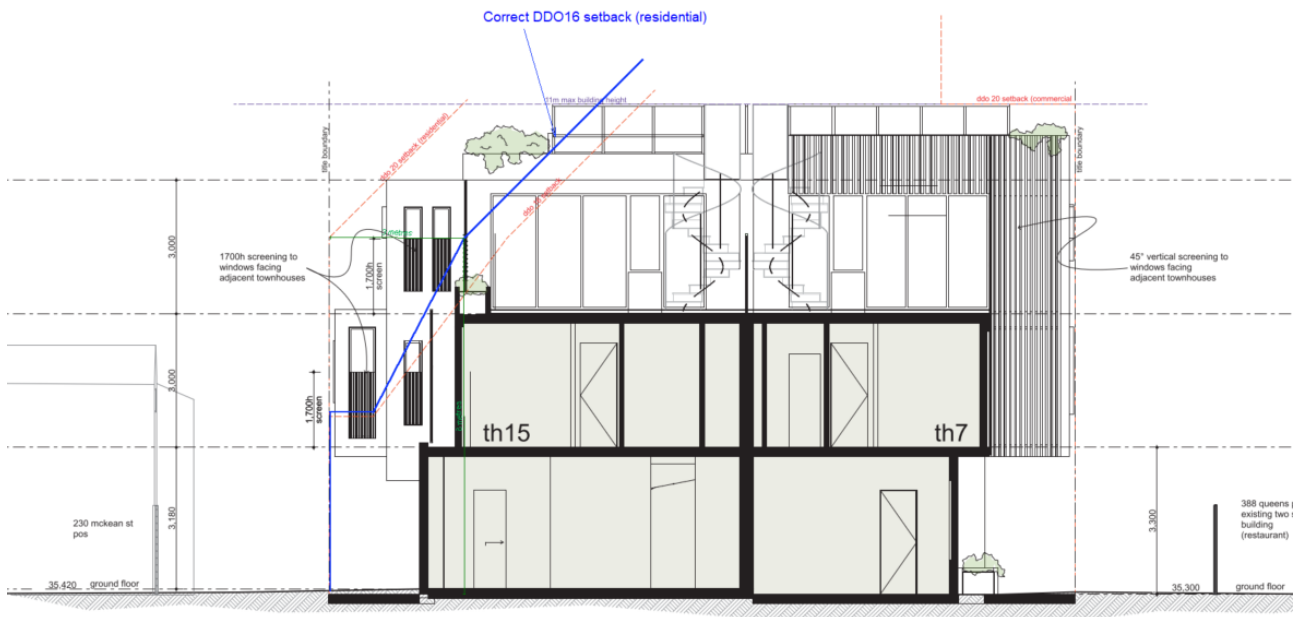 Correct DDO16 setback (residential)
11m max building height
ddo 20 setback (commercial
title boundary
ddo 20 setback (residential)
title boundary
ddo
setback
3.000
1700h screening to
windows facing
adjacent townhouses
1,700h
screen
45° vertical screening to
windows facing
adjacent townhouses
3.000
1,700h
screen
th15
th7
3.180
3.300
230 mckean st
pos
388 queens p
existing two s
building
(restaurant)
35.420
ground floor
35.300
ground floor